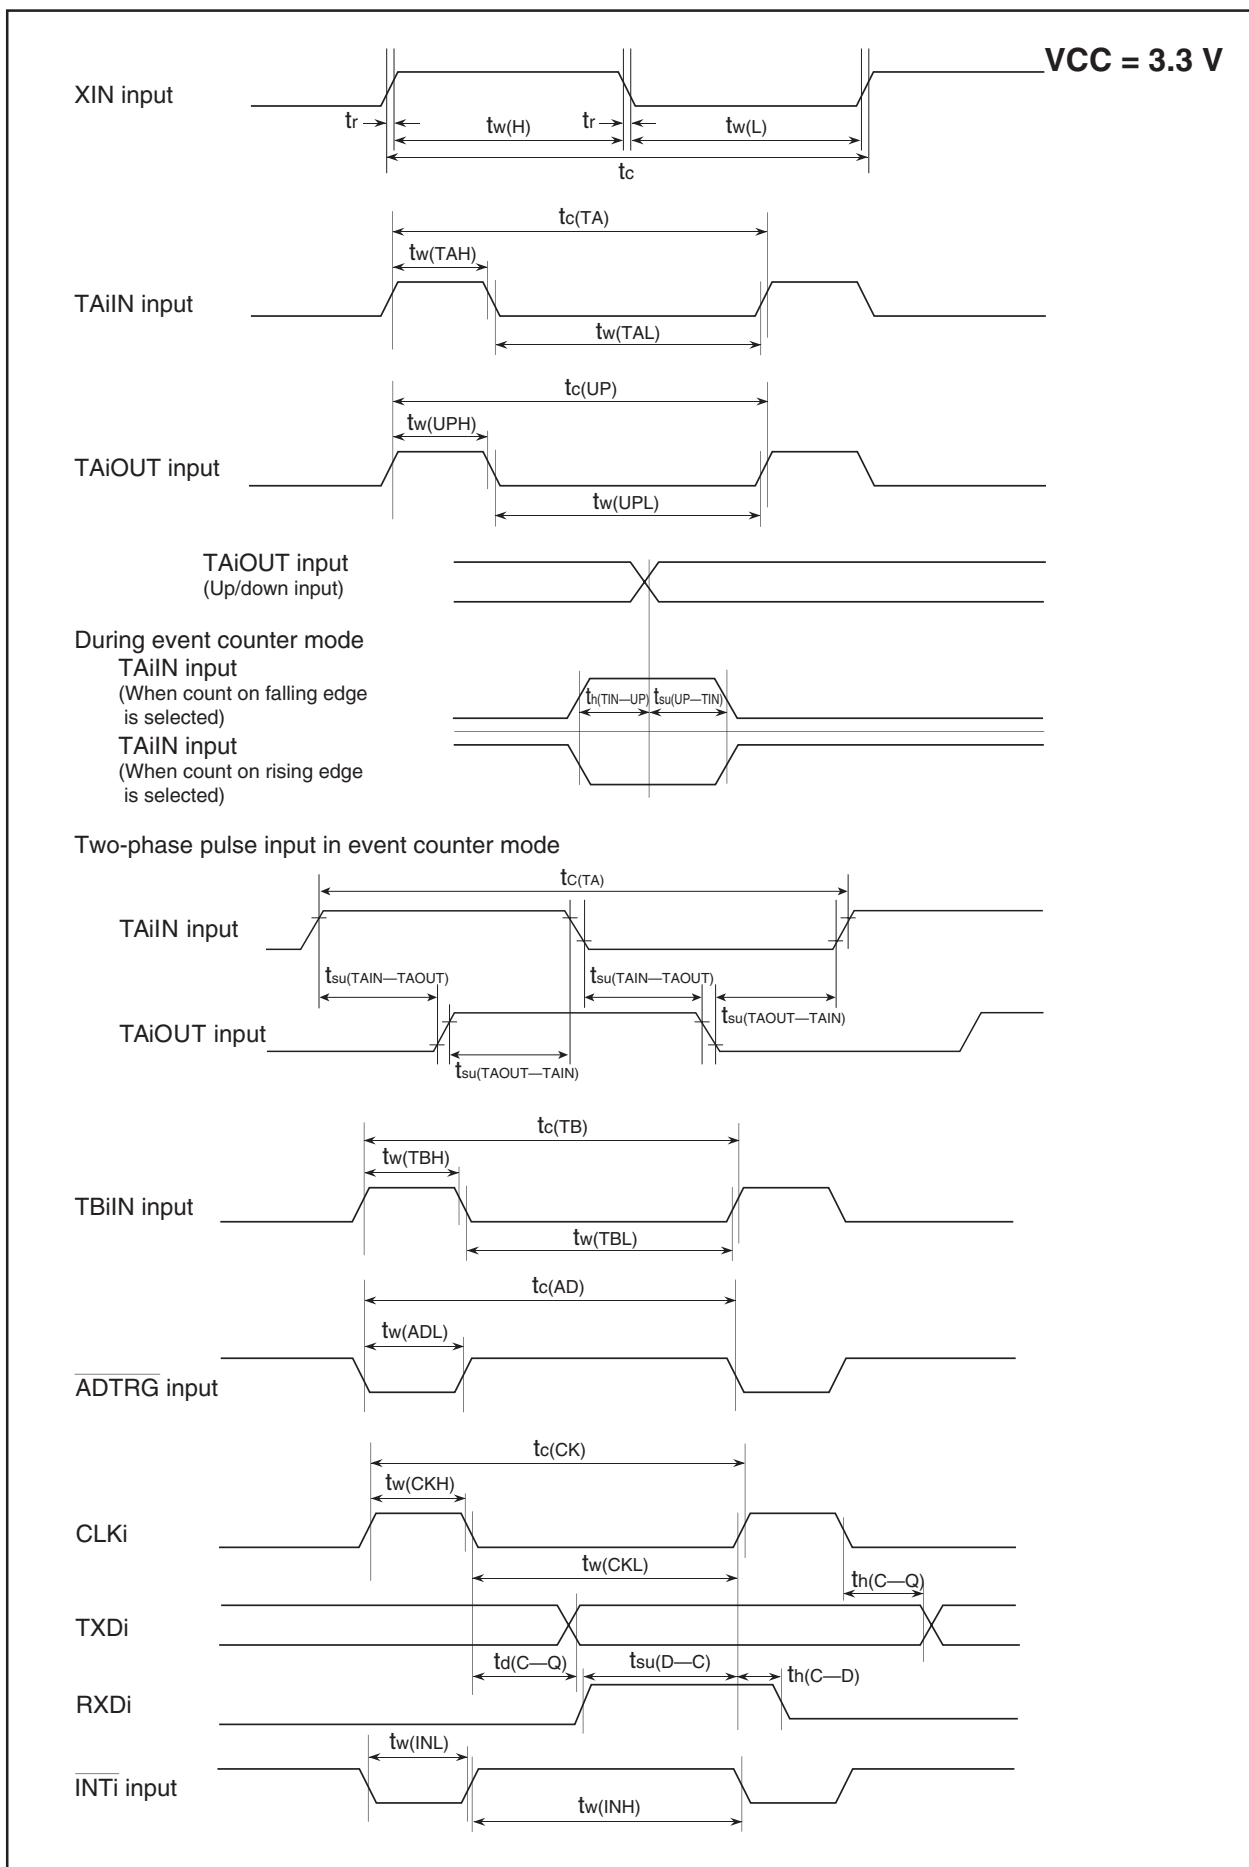 VCC = 3.3 V
XIN input
tr
tw(H)
tr
tw(L)
tc
tc(TA)
tw(TAH)
TAiIN input
tw(TAL)
tc(UP)
tw(UPH)
TAiOUT input
tw(UPL)
TAiOUT input
(Up/down input)
During event counter mode
TAiIN input
(When count on falling edge
is selected)
th(TIN—UP)
tsu(UP—TIN)
TAiIN input
(When count on rising edge
is selected)
Two-phase pulse input in event counter mode
tC(TA)
TAiIN input
tsu(TAIN—TAOUT)
tsu(TAIN—TAOUT)
tsu(TAOUT—TAIN)
TAiOUT input
tsu(TAOUT—TAIN)
tc(TB)
tw(TBH)
TBiIN input
tw(TBL)
tc(AD)
tw(ADL)
ADTRG input
tc(CK)
tw(CKH)
CLKi
tw(CKL)
th(C—Q)
TXDi
td(C—Q)
tsu(D—C)
th(C—D)
RXDi
tw(INL)
INTi input
tw(INH)